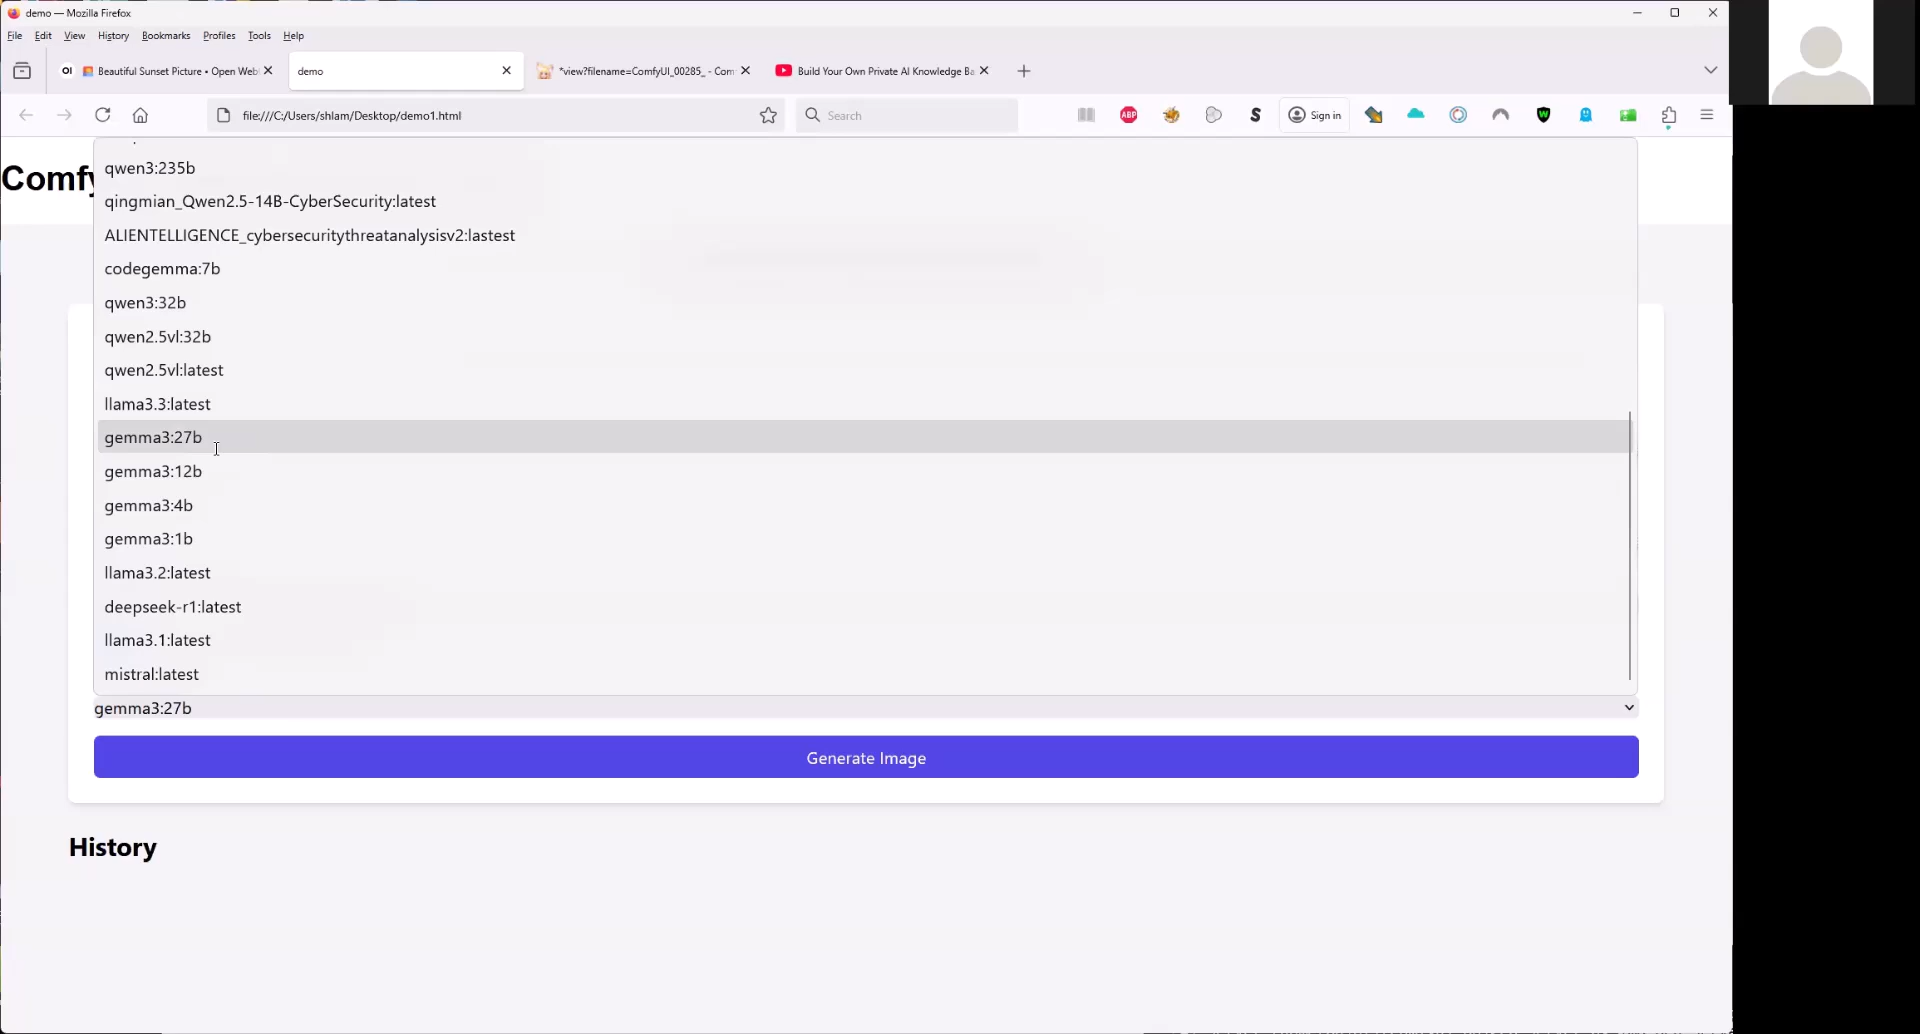 demo — Mozilla Firefox
File Edit View History Bookmarks Profiles Tools Help
OI Beautiful Sunset Picture • Open Web
demo
*view?filename=ComfyUI_00285_ - Com
Build Your Own Private AI Knowledge Ba
file:///C:/Users/shlam/Desktop/demo1.html
Search
ABP
S
Sign in
W
Comfy
qwen3:235b
qingmian_Qwen2.5-14B-CyberSecurity:latest
ALIENTELLIGENCE_cybersecuritythreatanalysisv2:lastest
codegemma:7b
qwen3:32b
qwen2.5vl:32b
qwen2.5vl:latest
llama3.3:latest
gemma3:27b
gemma3:12b
gemma3:4b
gemma3:1b
llama3.2:latest
deepseek-r1:latest
llama3.1:latest
mistral:latest
gemma3:27b
Generate Image
History